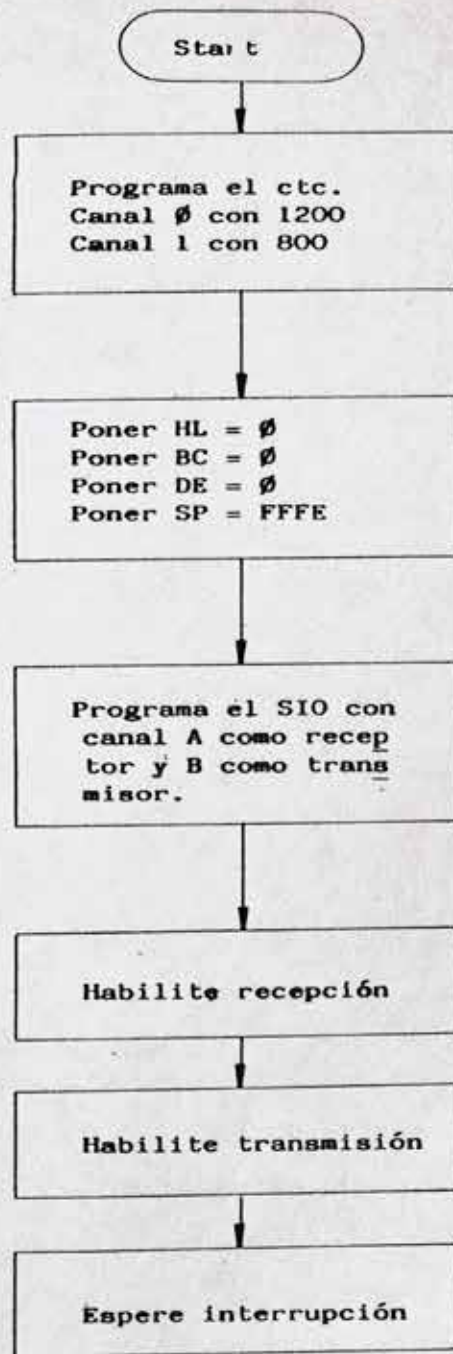 Start
Programa el ctc.
Canal Ø con 1200
Canal 1 con 800
Poner HL = Ø
Poner BC = Ø
Poner DE = Ø
Poner SP = FFFE
Programa el SIO con
canal A como recep
tor y B como trans
misor.
Habilite recepción
Habilite transmisión
Espere interrupción